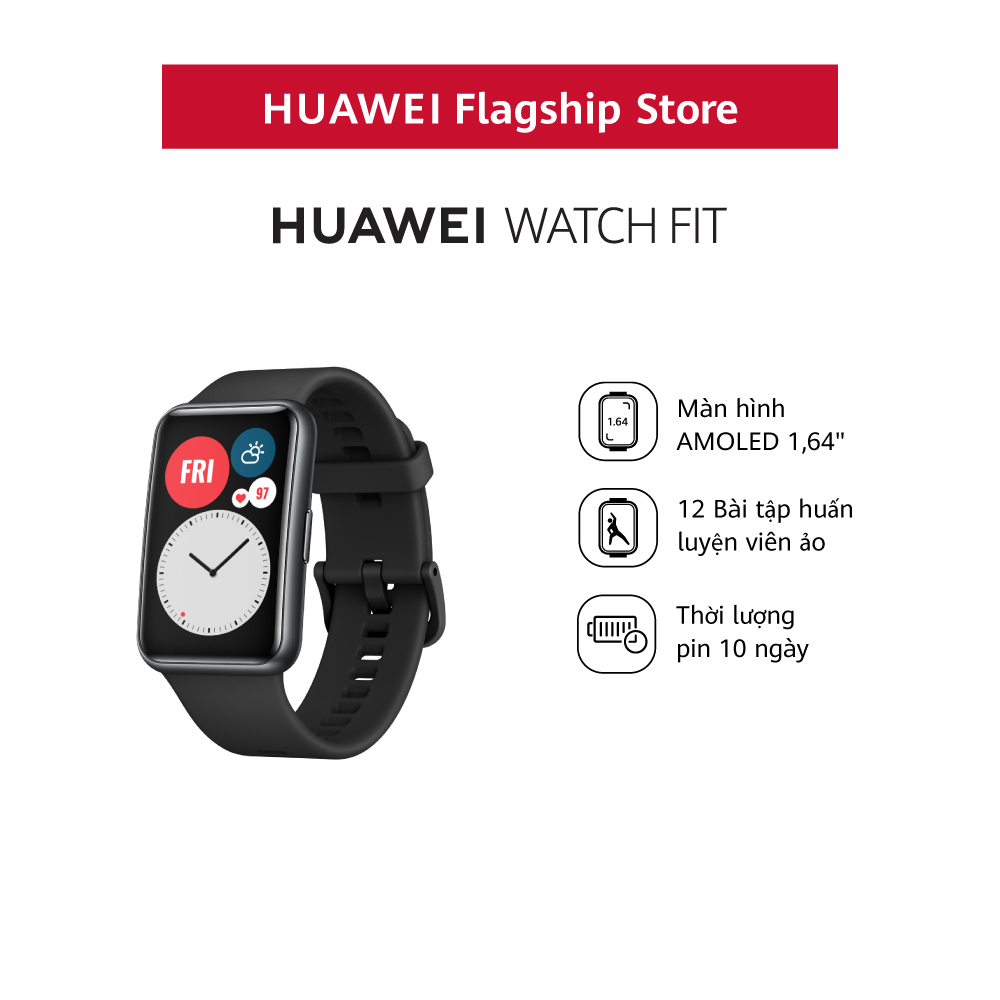 HUAWEI Flagship Store
HUAWEI WATCH FIT
FRI
97
1.64
Màn hình
AMOLED 1,64"
12 Bài tập huấn
luyện viên ảo
Thời lượng
pin 10 ngày